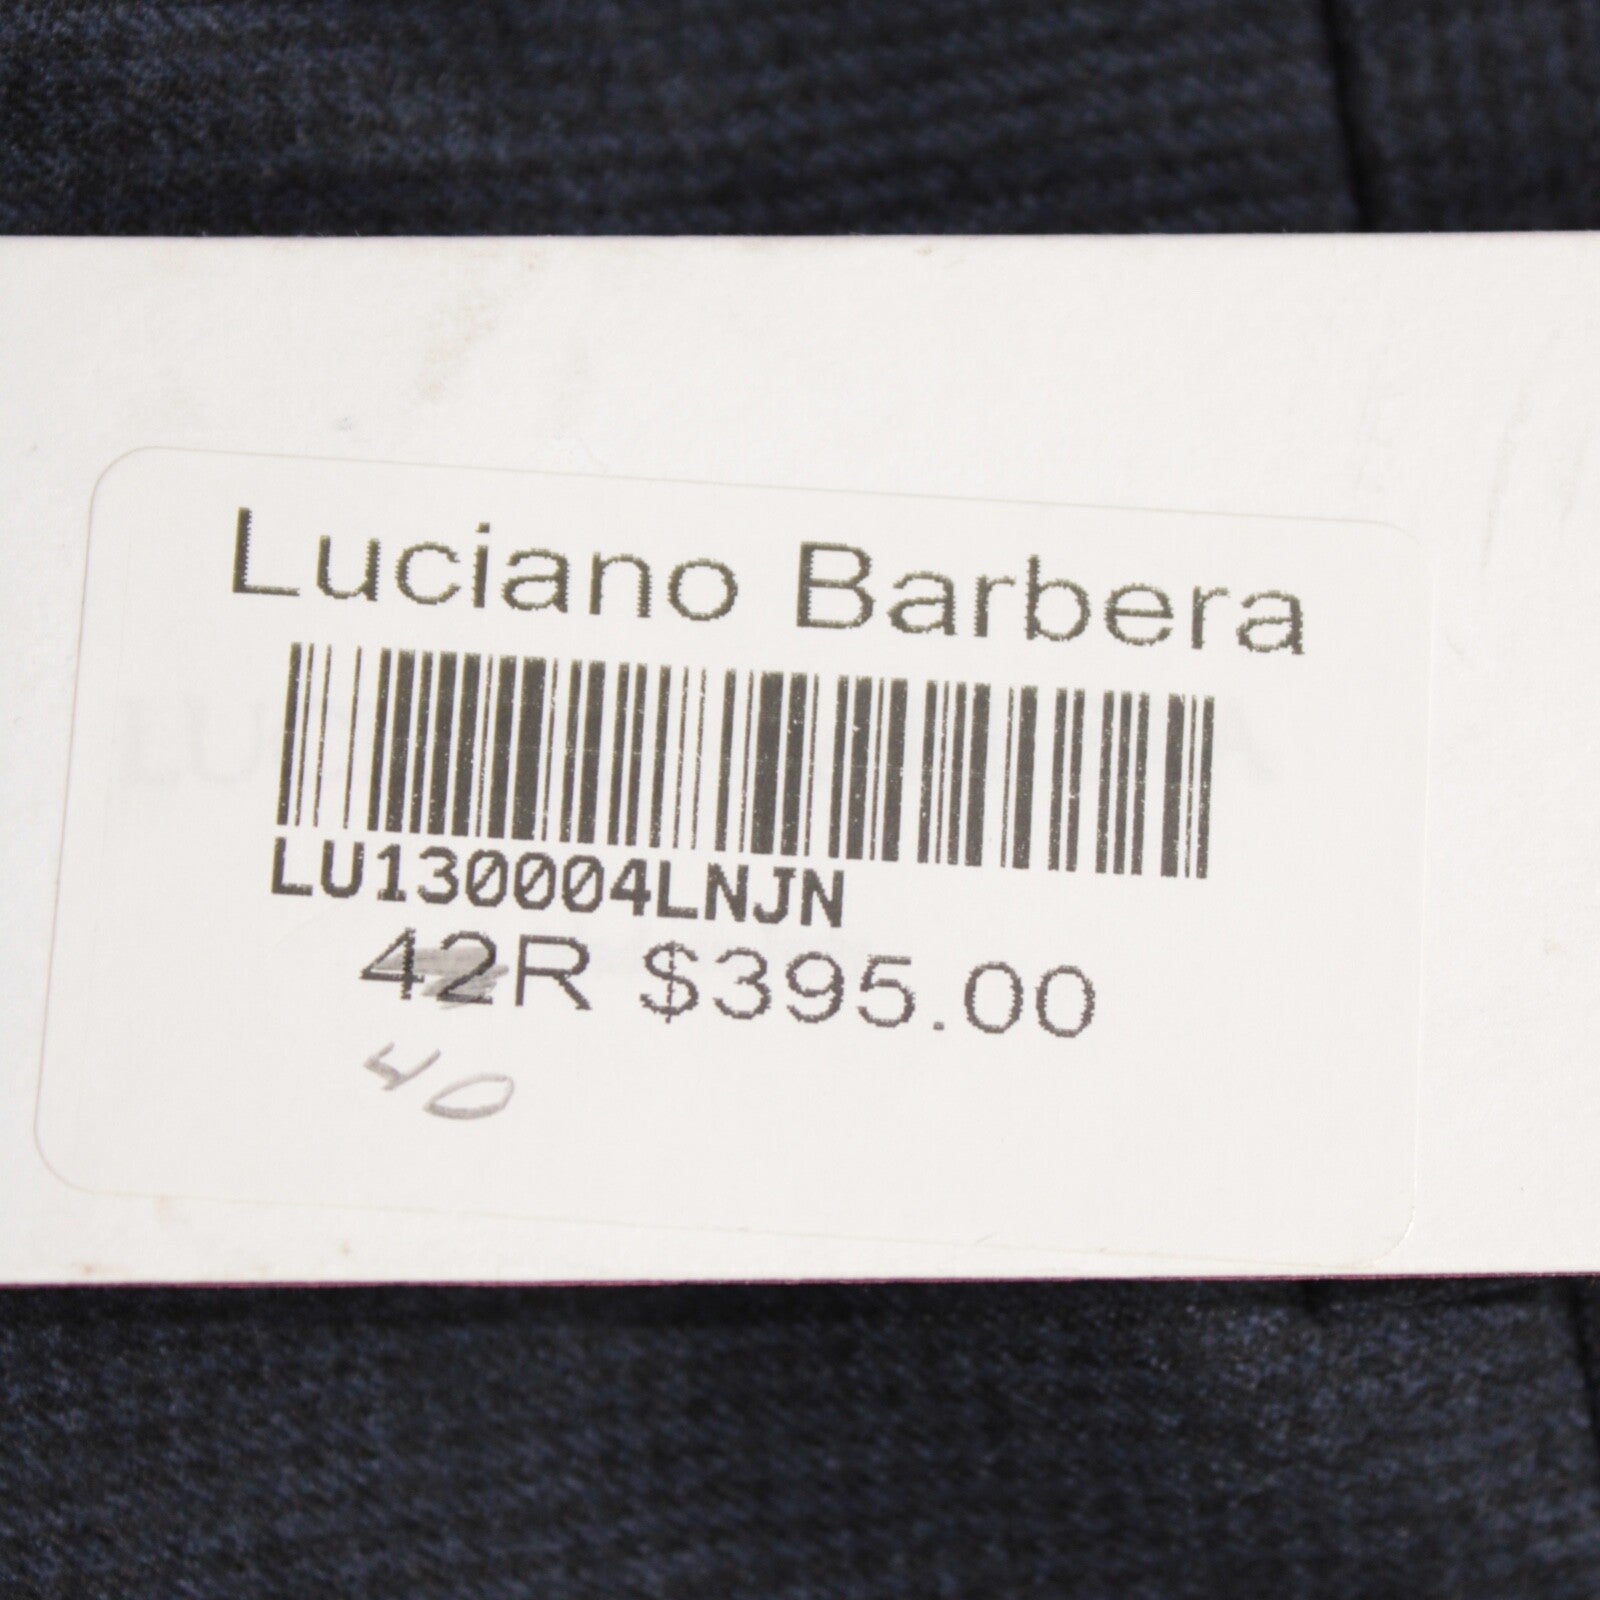 Luciano Barbera
LU130004LNJN
42R $395.00
40